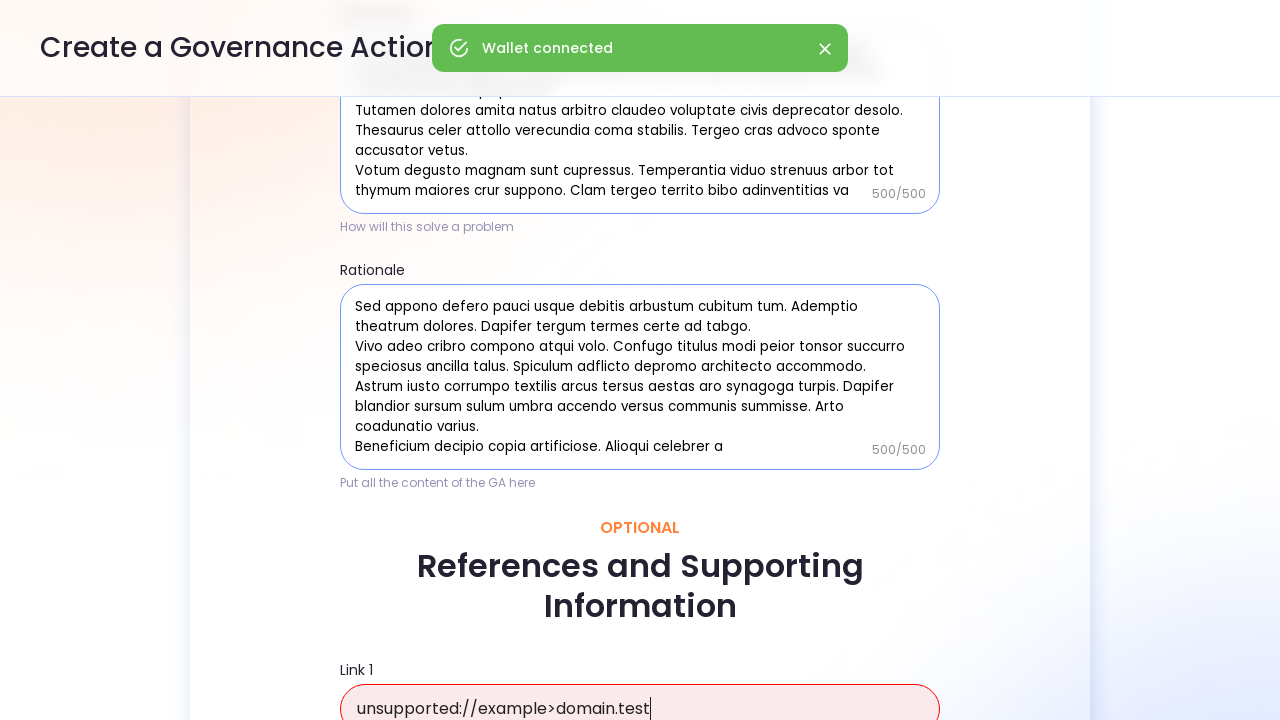 Create a Governance Action
Wallet connected
Tutamen dolores amita natus arbitro claudeo voluptate civis deprecator desolo.
Thesaurus celer attollo verecundia coma stabilis. Tergeo cras advoco sponte
accusator vetus.
Votum degusto magnam sunt cupressus. Temperantia viduo strenuus arbor tot
thymum maiores crur suppono. Clam tergeo territo bibo adinventitias va
500/500
How will this solve a problem
Rationale
Sed appono defero pauci usque debitis arbustum cubitum tum. Ademptio
theatrum dolores. Dapifer tergum termes certe ad tabgo.
Vivo adeo cribro compono atqui volo. Confugo titulus modi peior tonsor succurro
speciosus ancilla talus. Spiculum adflicto depromo architecto accommodo.
Astrum iusto corrumpo textilis arcus tersus aestas aro synagoga turpis. Dapifer
blandior sursum sulum umbra accendo versus communis summisse. Arto
coadunatio varius.
Beneficium decipio copia artificiose. Alioqui celebrer a
500/500
Put all the content of the GA here
OPTIONAL
References and Supporting
Information
Link 1
unsupported://example>domain.test